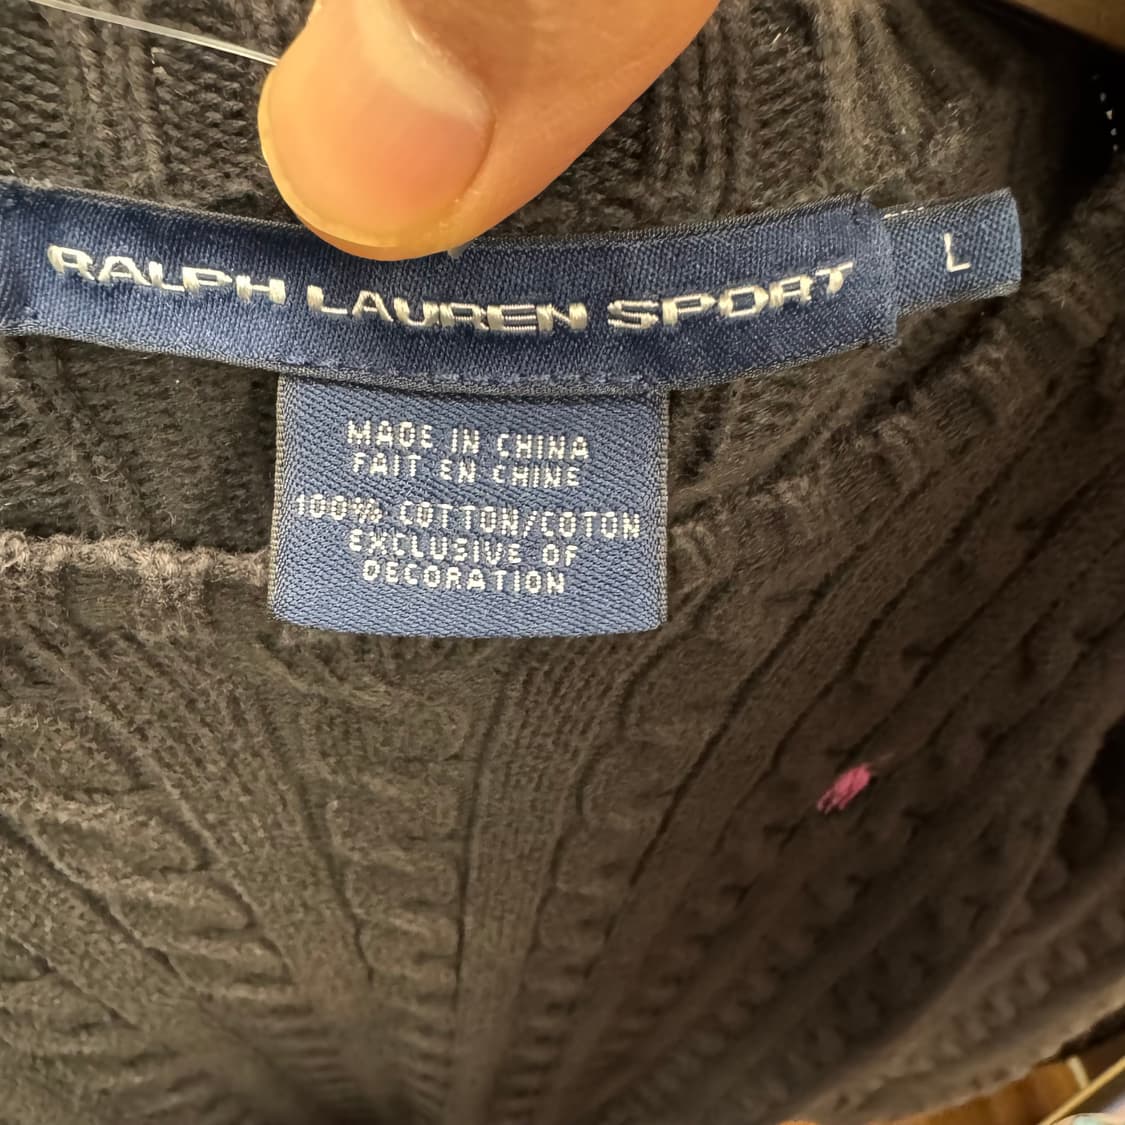 RALPH LAUREN SPORT
L
MADE IN CHINA
FAIT EN CHINE
100% COTTON/COTON
EXCLUSIVE OF
DECORATION